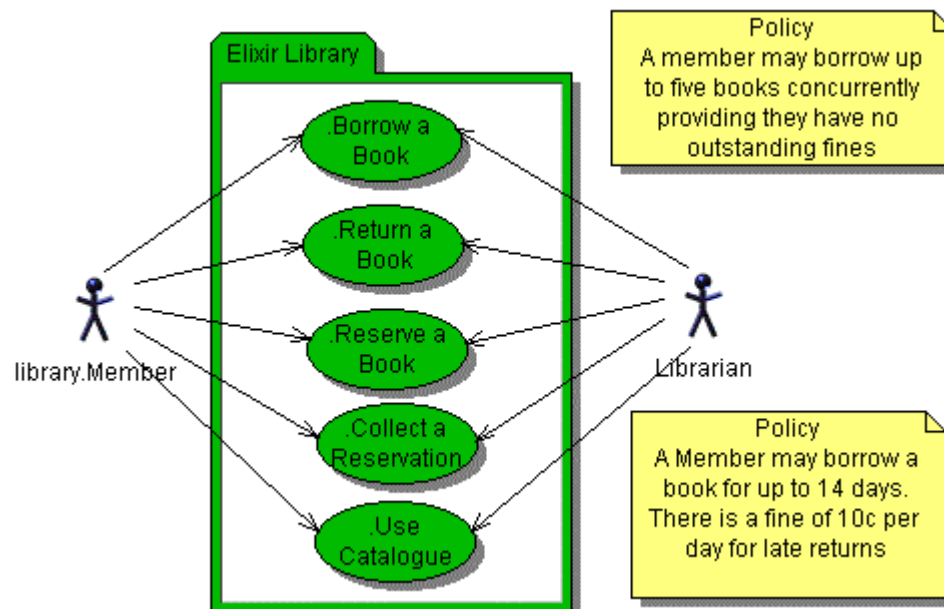 Elixir Library
.Borrow a
Book
.Return a
Book
.Reserve a
Book
.Collect a
Reservation
.Use
Catalogue
library.Member
Librarian
Policy
A member may borrow up
to five books concurrently
providing they have no
outstanding fines
Policy
A Member may borrow a
book for up to 14 days.
There is a fine of 10c per
day for late returns